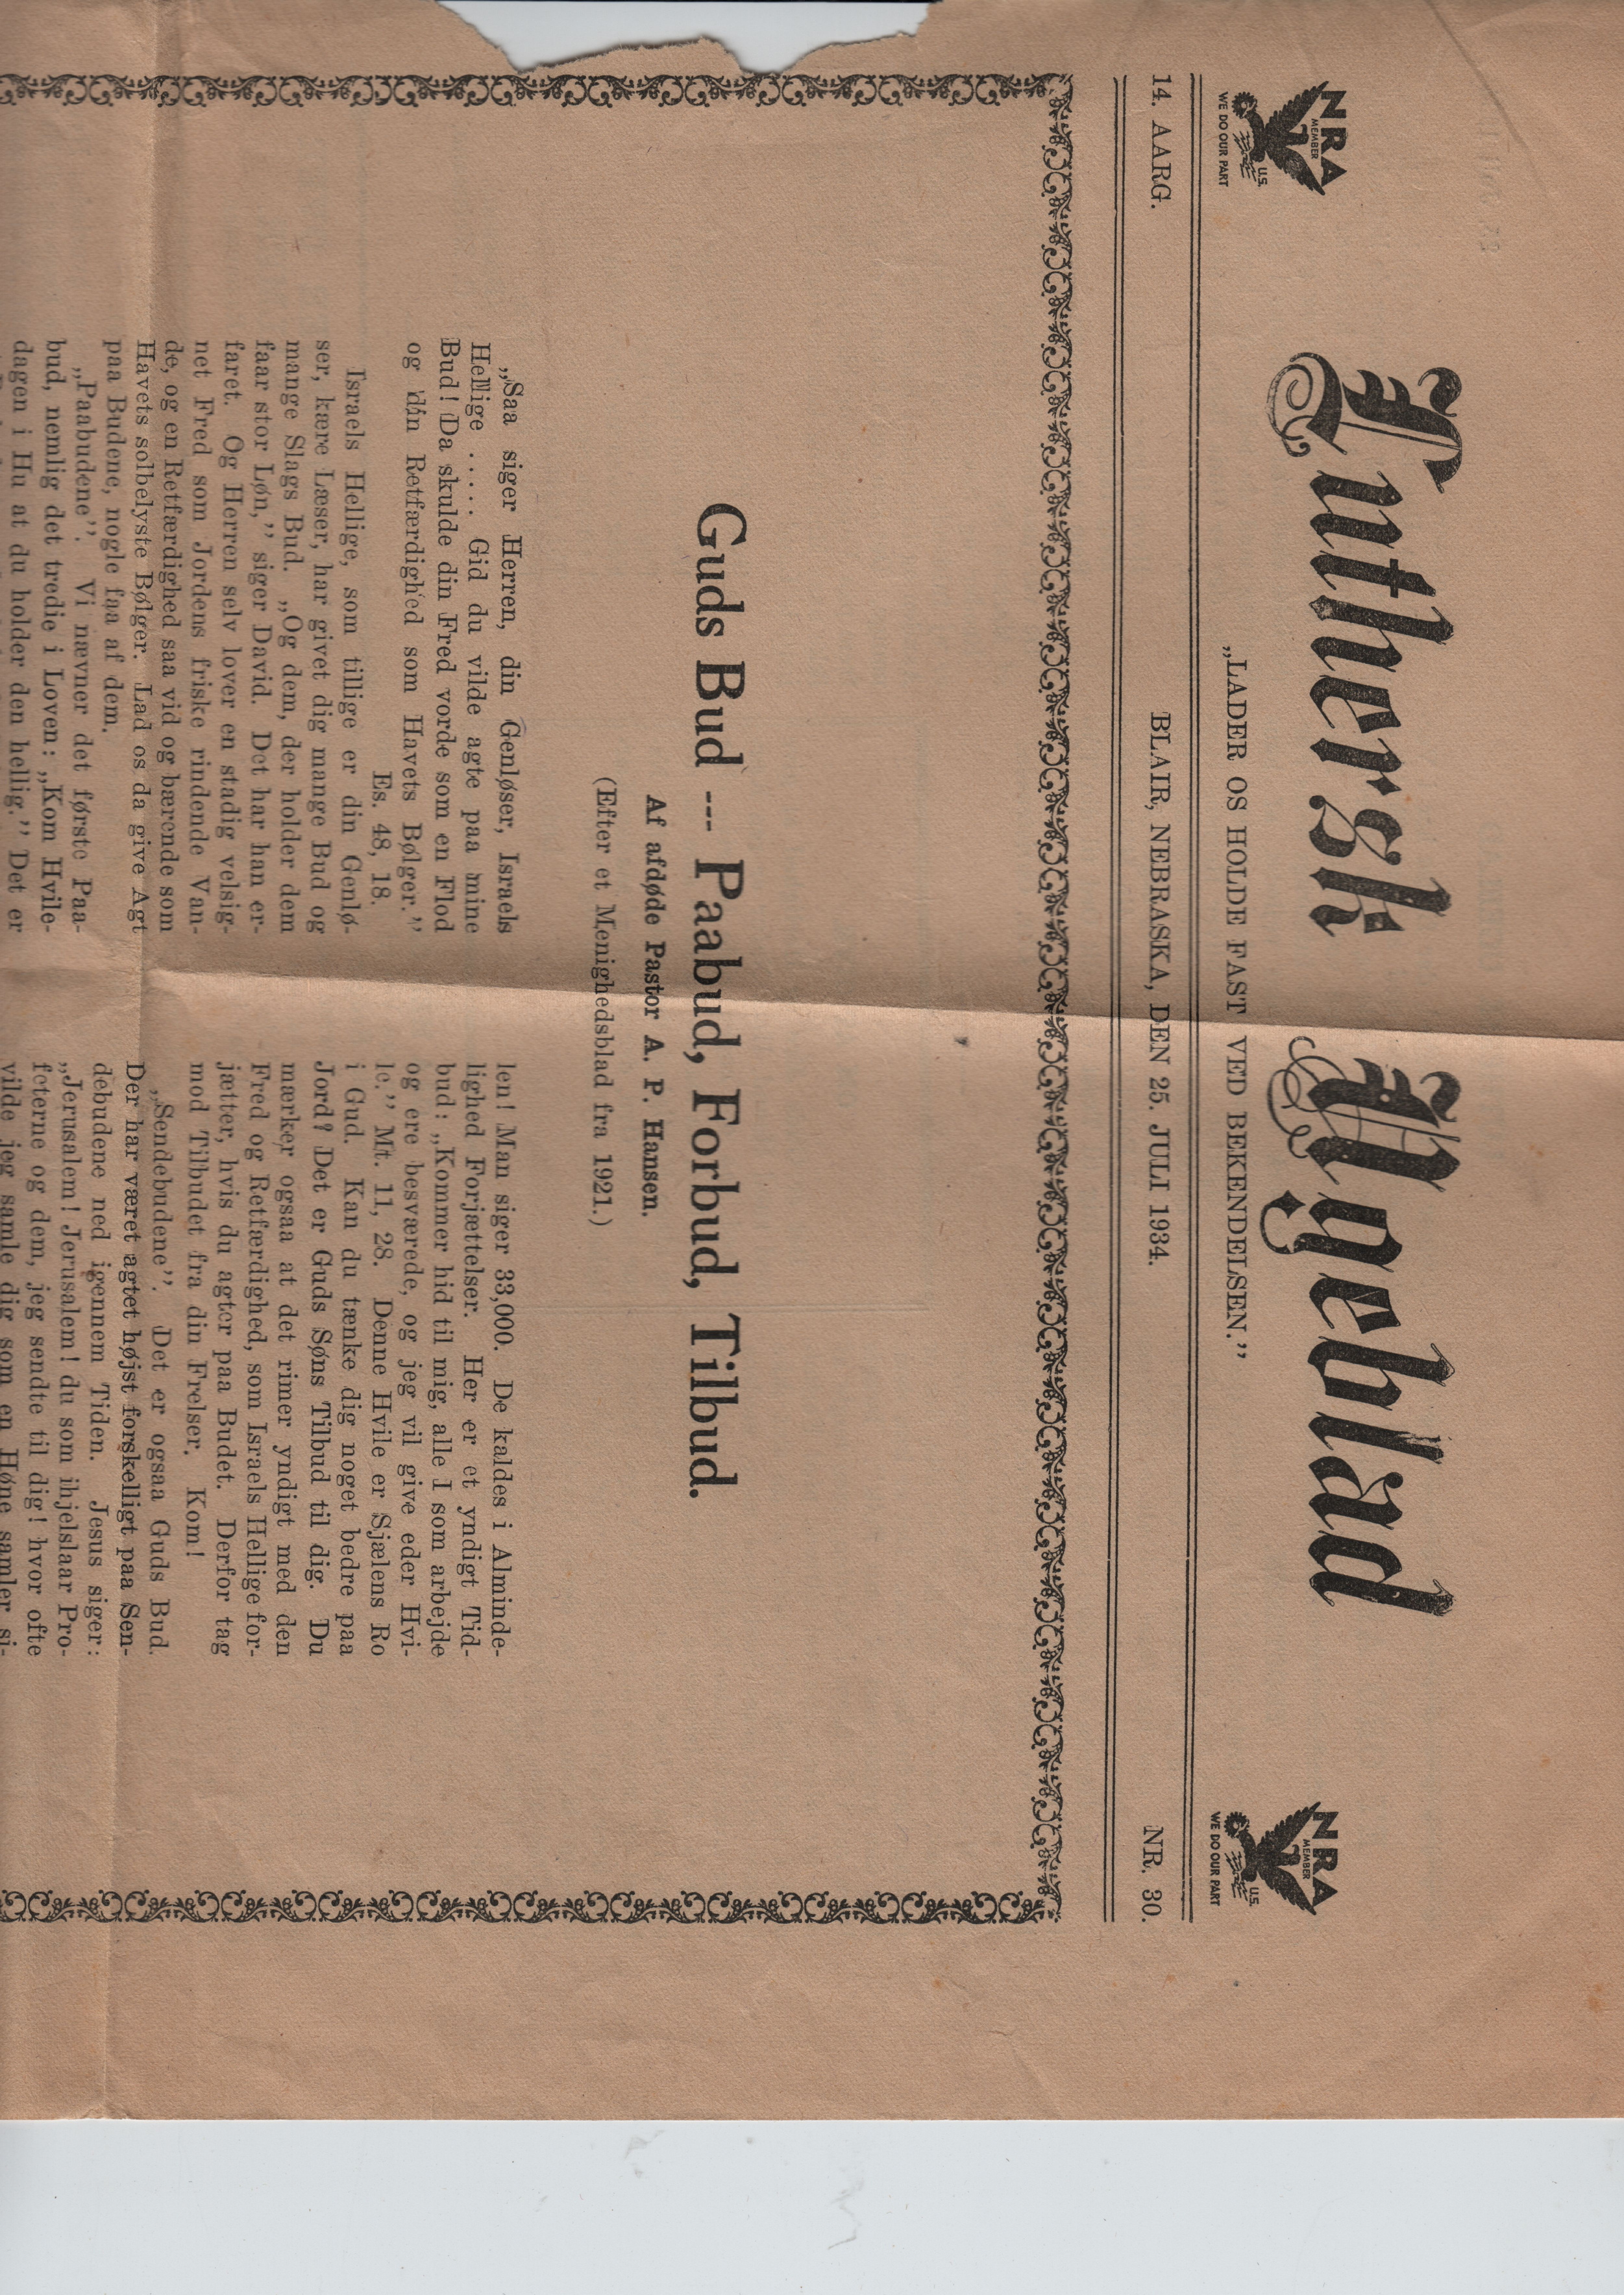 Luthersk Ugeblad
NRA
MEMBER
U.S.
WE DO OUR PART
„LADER OS HOLDE FAST VED BEKENDELSEN.”
NRA
MEMBER
U.S.
WE DO OUR PART
14. AARG.
BLAIR, NEBRASKA, DEN 25. JULI 1934.
NR. 30.
Guds Bud --- Paabud, Forbud, Tilbud.
Af afdøde Pastor A. P. Hansen.
(Efter et Menighedsblad fra 1921.)
„Saa siger Herren, din Genløser, Israels
Hellige ..... Gid du vilde agte paa mine
Bud! Da skulde din Fred vorde som en Flod
og din Retfærdighed som Havets Bølger.”
Es. 48, 18.
Israels Hellige, som tillige er din Genlø-
ser, kære Læser, har givet dig mange Bud og
mange Slags Bud. „Og dem, der holder dem
faar stor Løn,” siger David. Det har han er-
faret. Og Herren selv lover en stadig velsig-
net Fred som Jordens friske rindende Van-
de, og en Retfærdighed saa vid og bærende som
Havets solbelyste Bølger. Lad os da give Agt
paa Budene, nogle faa af dem.
„Paabudene”. Vi nævner det første Paa-
bud, nemlig det tredie i Loven: „Kom Hvile-
dagen i Hu at du holder den hellig.” Det er
len! Man siger 33,000. De kaldes i Alminde-
lighed Forjættelser. Her er et yndigt Tid-
bud: „Kommer hid til mig, alle I som arbejde
og ere besværede, og jeg vil give eder Hvi-
le.” Mt. 11, 28. Denne Hvile er Sjælens Ro
i Gud. Kan du tænke dig noget bedre paa
Jord? Det er Guds Søns Tilbud til dig. Du
mærker ogsaa at det rimer yndigt med den
Fred og Retfærdighed, som Israels Hellige for-
jætter, hvis du agter paa Budet. Derfor tag
mod Tilbudet fra din Frelser. Kom!
„Sendebudene”. Det er ogsaa Guds Bud.
Der har været agtet højst forskelligt paa Sen-
debudene ned igennem Tiden. Jesus siger:
„Jerusalem! Jerusalem! du som ihjelslaar Pro-
feterne og dem, jeg sendte til dig! hvor ofte
vilde jeg samle dig som en Høne samler si-